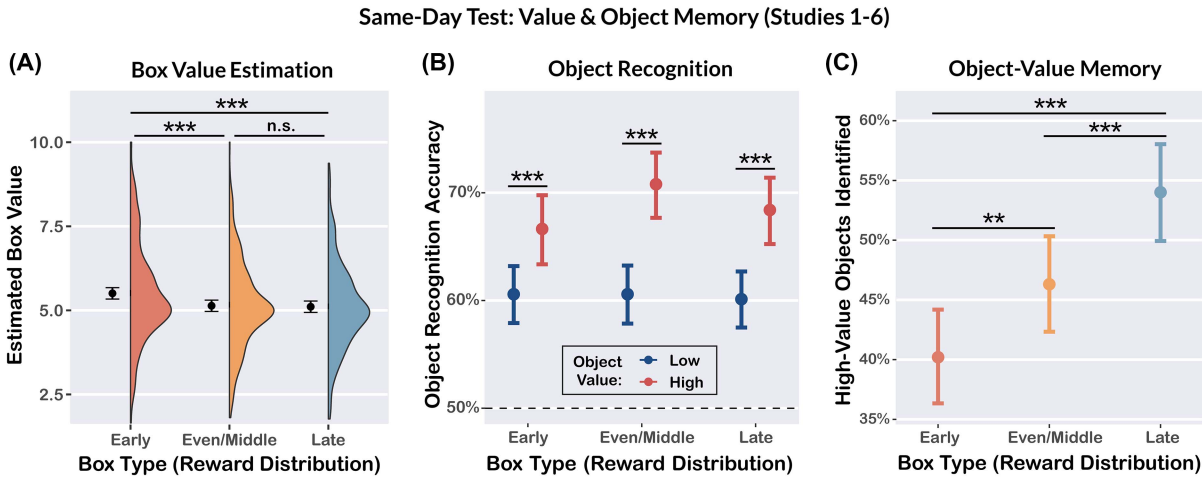 Same-Day Test: Value & Object Memory (Studies 1-6)
(A)
Box Value Estimation
***
***
n.s.
10.0
7.5
5.0
2.5
Estimated Box Value
Early
Even/Middle
Late
Box Type (Reward Distribution)
(B)
Object Recognition
***
***
***
70%
60%
50%
Object Recognition Accuracy
Object Value:
Low
High
Early
Even/Middle
Late
Box Type (Reward Distribution)
(C)
Object-Value Memory
***
***
**
60%
55%
50%
45%
40%
35%
High-Value Objects Identified
Early
Even/Middle
Late
Box Type (Reward Distribution)